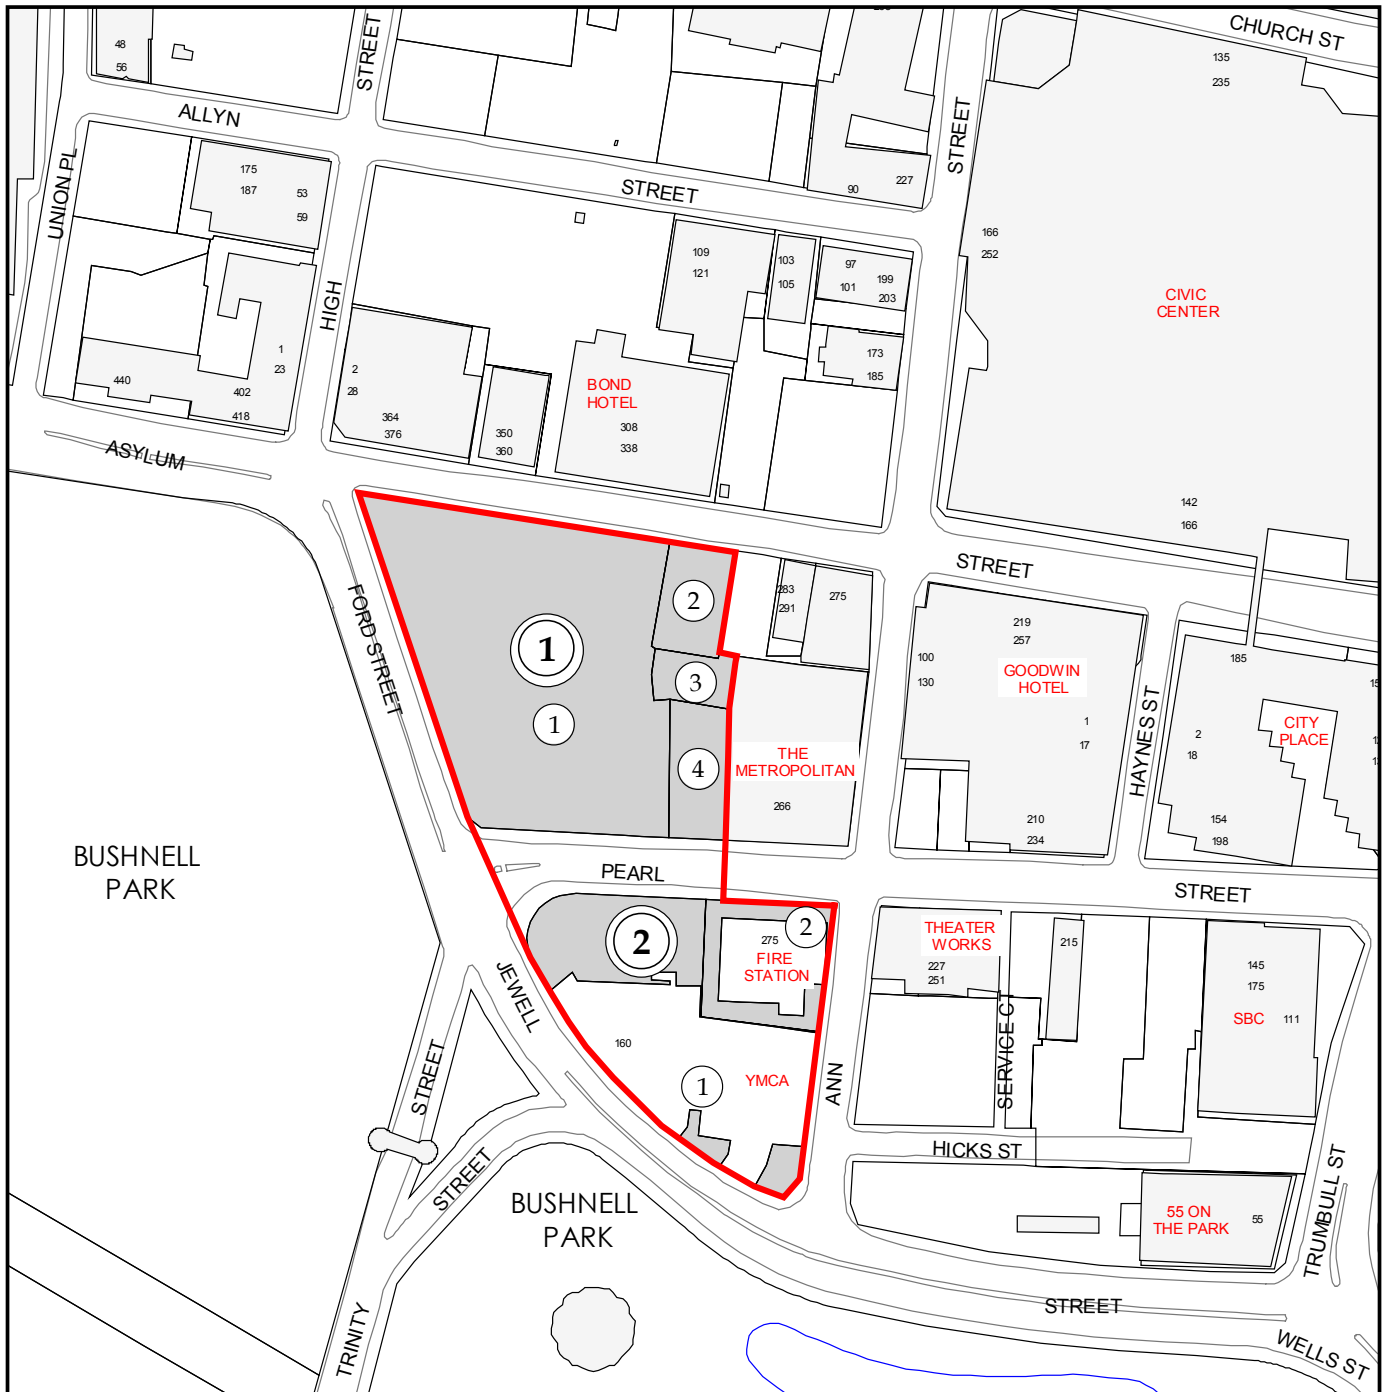 CHURCH ST
48
56
STREET
135
235
ALLYN
STREET
UNION PL
175
187
53
59
STREET
90
227
166
252
109
121
103
105
97
101
199
203
CIVIC
CENTER
HIGH
1
23
2
28
173
185
440
402
418
364
376
350
360
BOND
HOTEL
308
338
ASYLUM
142
166
STREET
FORD STREET
1
1
2
3
4
283
291
275
219
257
100
130
GOODWIN
HOTEL
1
17
185
HAYNES ST
2
18
CITY
PLACE
THE
METROPOLITAN
266
210
234
154
198
BUSHNELL
PARK
PEARL
STREET
2
2
275
FIRE
STATION
THEATER
WORKS
227
251
215
145
175
SBC
111
JEWELL
160
1
YMCA
ANN
SERVICE CT
STREET
STREET
HICKS ST
BUSHNELL
PARK
55 ON
THE PARK
55
TRUMBULL ST
STREET
WELLS ST
TRINITY